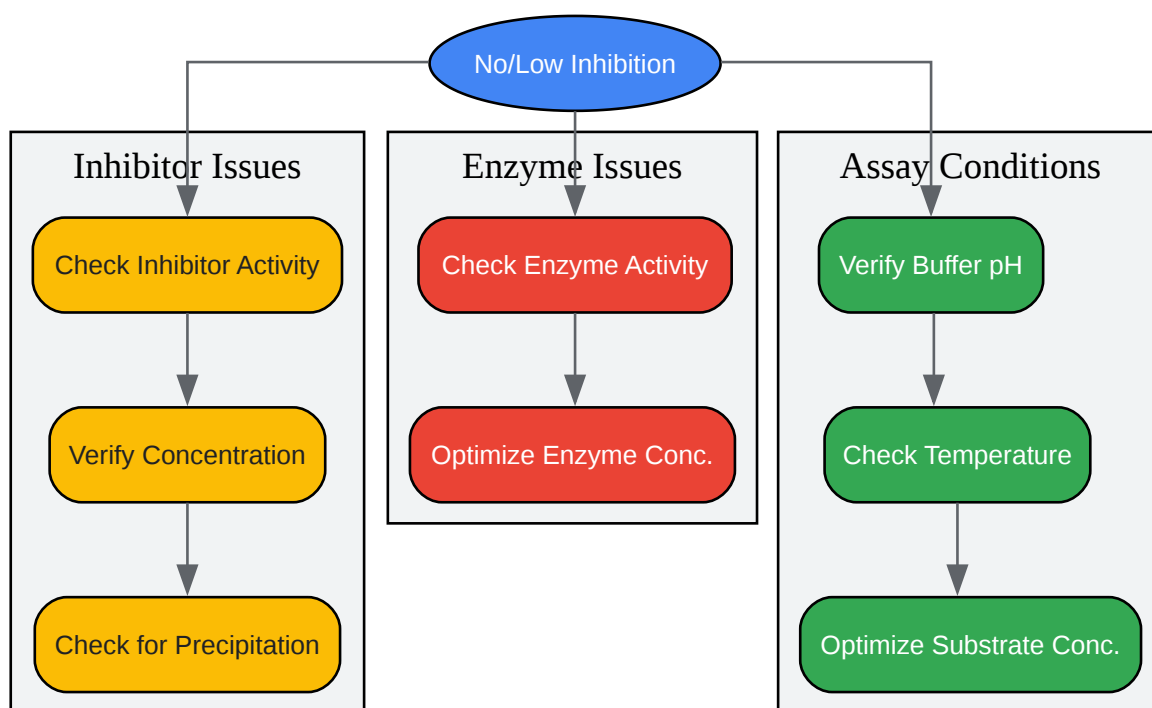 No/Low Inhibition
Inhibitor Issues
Check Inhibitor Activity
Verify Concentration
Check for Precipitation
Enzyme Issues
Check Enzyme Activity
Optimize Enzyme Conc.
Assay Conditions
Verify Buffer pH
Check Temperature
Optimize Substrate Conc.